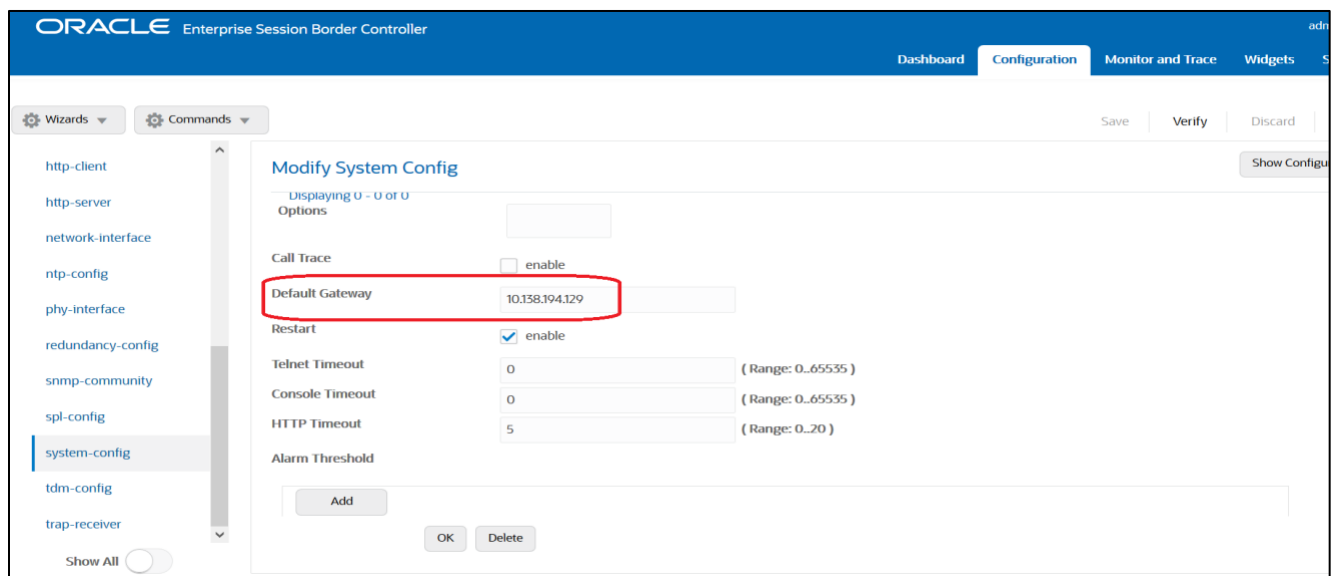 ORACLE Enterprise Session Border Controller
adm
Dashboard Configuration Monitor and Trace Widgets S
Wizards Commands Save Verify Discard
http-client
http-server
network-interface
ntp-config
phy-interface
redundancy-config
snmp-community
spl-config
system-config
tdm-config
trap-receiver
Show All
Modify System Config Show Configu
Displaying 0 - 0 of 0
Options
Call Trace enable
Default Gateway 10.138.194.129
Restart enable
Telnet Timeout 0 ( Range: 0..65535 )
Console Timeout 0 ( Range: 0..65535 )
HTTP Timeout 5 ( Range: 0..20 )
Alarm Threshold
Add
OK Delete